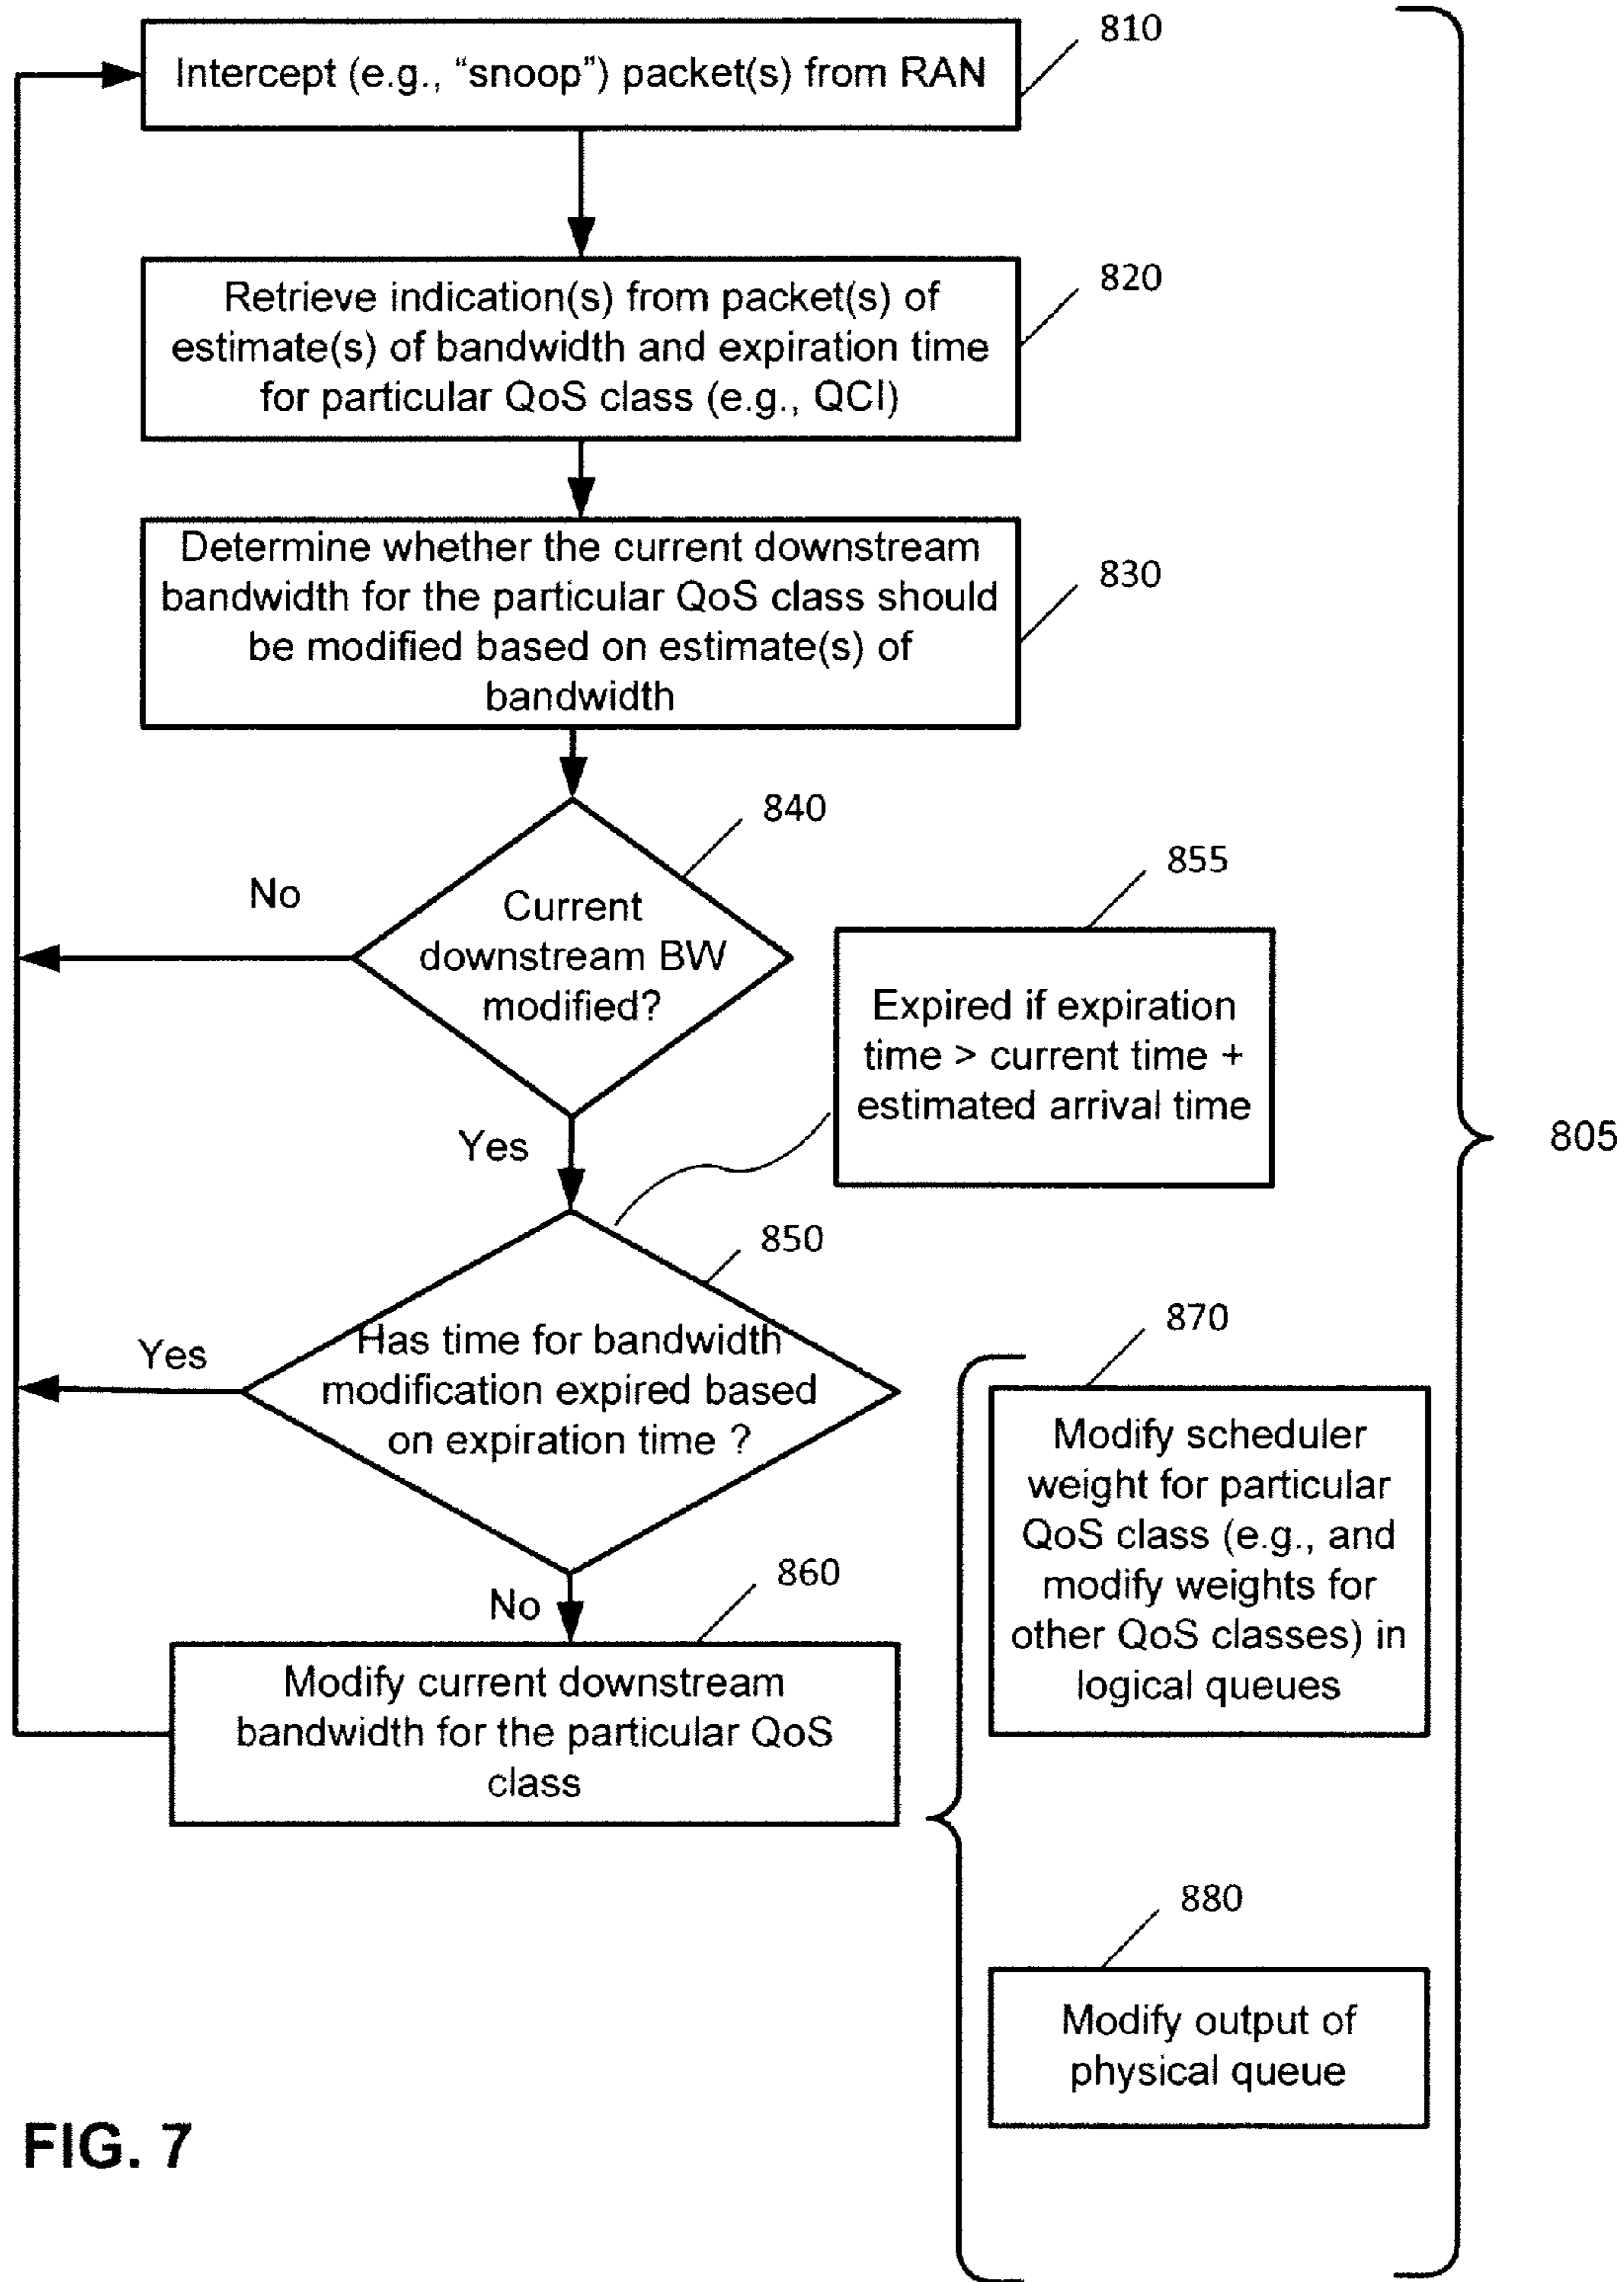 810
Intercept (e.g., "snoop") packet(s) from RAN
820
Retrieve indication(s) from packet(s) of
estimate(s) of bandwidth and expiration time
for particular QoS class (e.g., QCI)
830
Determine whether the current downstream
bandwidth for the particular QoS class should
be modified based on estimate(s) of
bandwidth
840
No
Current
downstream BW
modified?
855
Expired if expiration
time > current time +
estimated arrival time
Yes
805
850
Yes
Has time for bandwidth
modification expired based
on expiration time ?
870
Modify scheduler
weight for particular
QoS class (e.g., and
modify weights for
other QoS classes) in
logical queues
No
860
Modify current downstream
bandwidth for the particular QoS
class
880
Modify output of
physical queue
FIG. 7